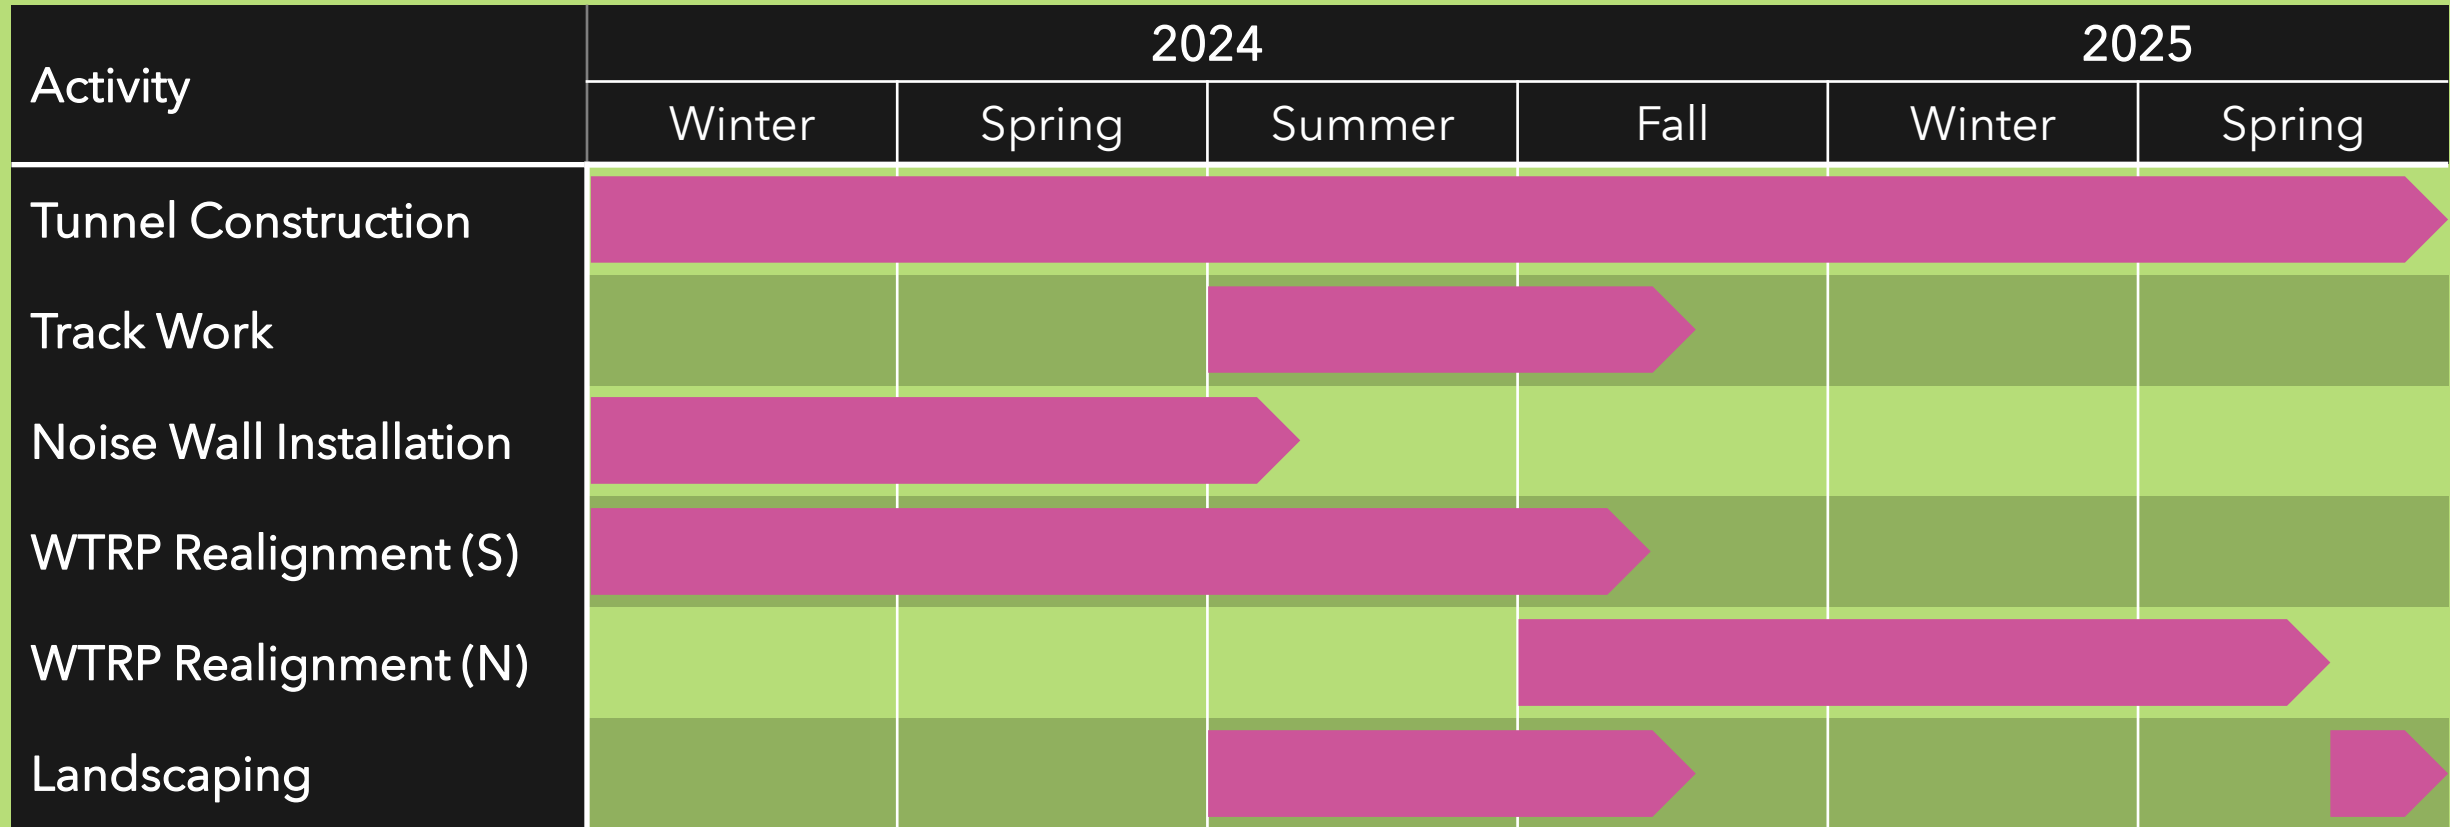 Activity
2024
2025
Winter
Spring
Summer
Fall
Winter
Spring
Tunnel Construction
Track Work
Noise Wall Installation
WTRP Realignment (S)
WTRP Realignment (N)
Landscaping